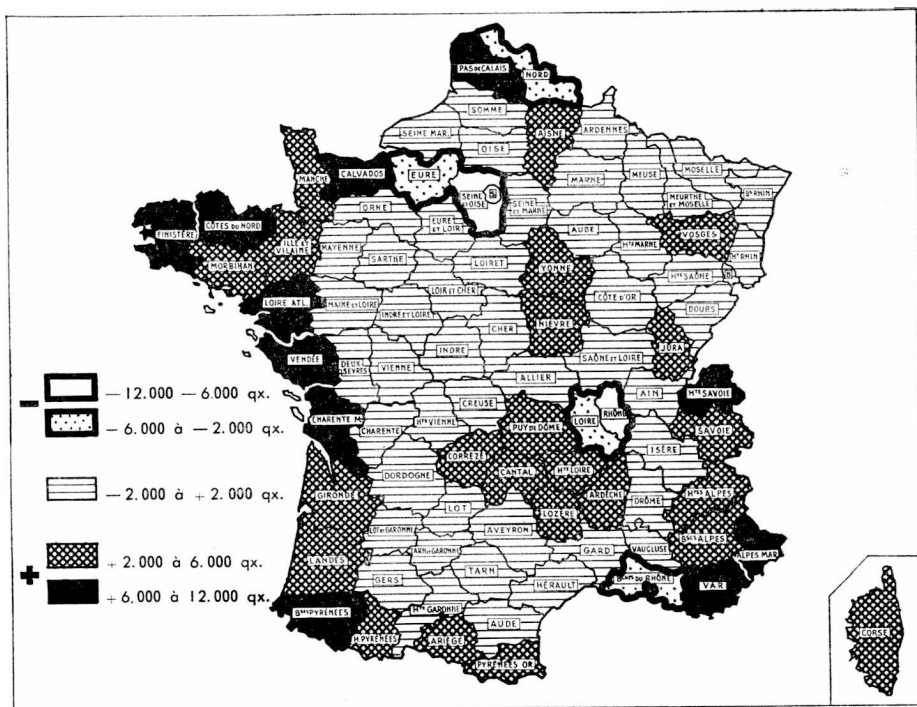 PAS DE CALAIS
NORD
SOMME
SEINE MAR.
AISNE
ARDENNES
OISE
MANCHE
CALVADOS
EURE
SEINE ET OISE
SEINE ET MARNE
MARNE
MEUSE
MOSELLE
MEURTHE ET MOSELLE
Bs RHIN
FINISTÈRE
CÔTES DU NORD
ORNE
EURE ET LOIR
AUBE
Hte MARNE
VOSGES
Ht RHIN
MORBIHAN
ILLE ET VILAINE
MAYENNE
SARTHE
LOIRET
YONNE
Hte SAÔNE
LOIRE ATL.
MAINE ET LOIRE
INDRE ET LOIRE
LOIR ET CHER
CHER
NIÈVRE
CÔTE D'OR
DOUBS
JURA
VENDÉE
DEUX SEVRES
VIENNE
INDRE
ALLIER
SAÔNE ET LOIRE
AIN
Hte SAVOIE
CHARENTE M.
CHARENTE
Hte VIENNE
CREUSE
PUY DE DÔME
LOIRE
RHÔNE
SAVOIE
ISÈRE
DORDOGNE
CORRÈZE
CANTAL
Hte LOIRE
ARDÈCHE
DRÔME
Htes ALPES
GIRONDE
LOT
LOZÈRE
LANDES
LOT ET GARONNE
TARN ET GARONNE
AVEYRON
GARD
VAUCLUSE
Bses ALPES
ALPES MAR.
GERS
TARN
HÉRAULT
Bches DU RHÔNE
VAR
Bses PYRÉNÉES
H. PYRÉNÉES
Hte GARONNE
ARIÈGE
AUDE
PYRÉNÉES OR.
CORSE
—
— 12.000 — 6.000 qx.
— 6.000 à — 2.000 qx.
— 2.000 à + 2.000 qx.
+
+ 2.000 à 6.000 qx.
+ 6.000 à 12.000 qx.